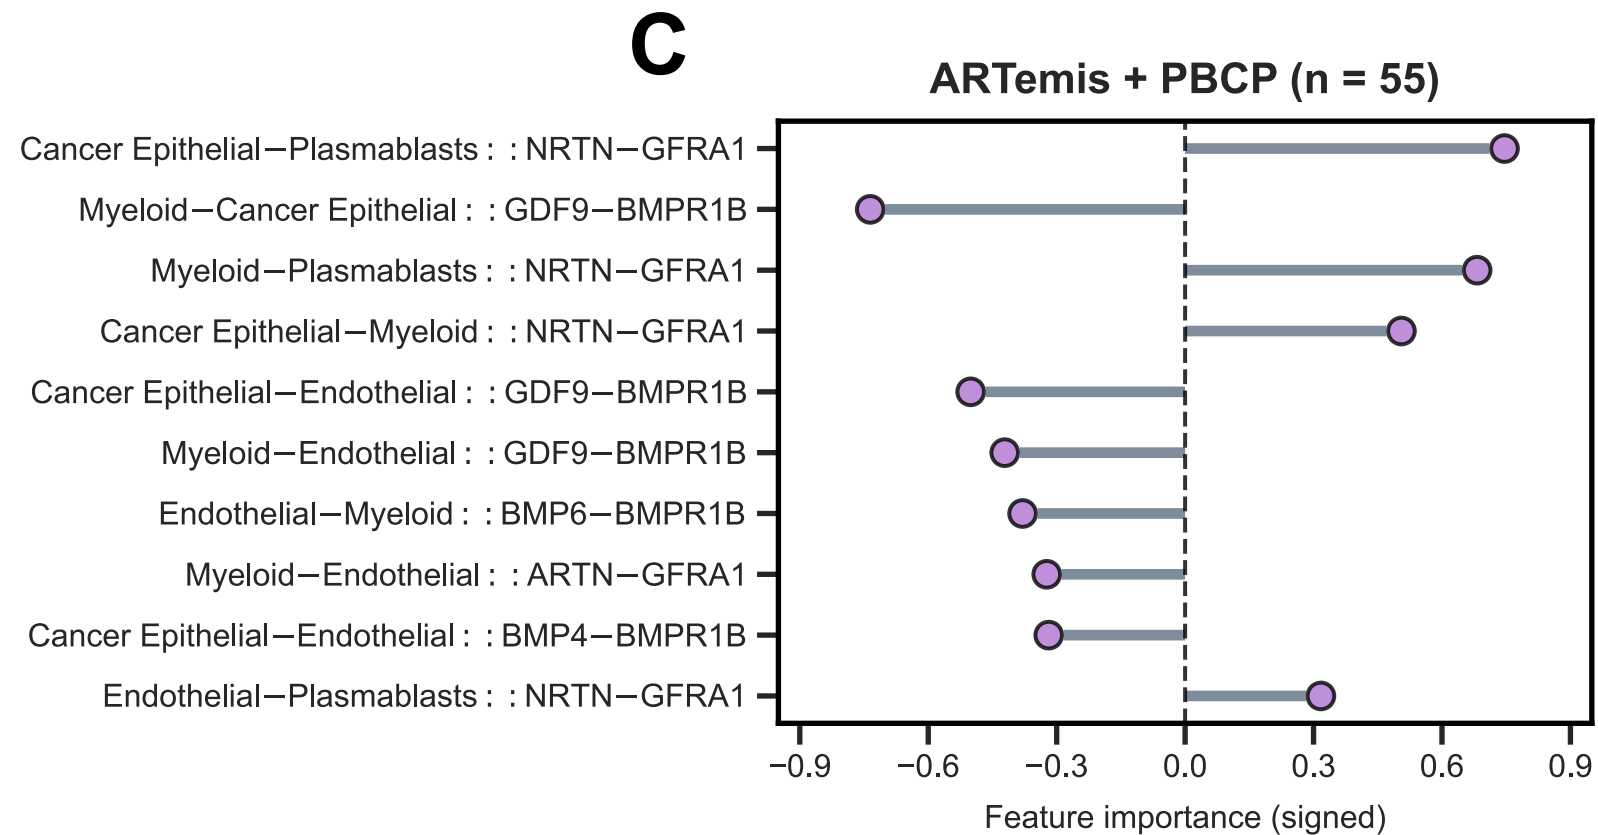 C
ARTemis + PBCP (n = 55)
Cancer Epithelial−Plasmablasts : : NRTN−GFRA1
Myeloid−Cancer Epithelial : : GDF9−BMPR1B
Myeloid−Plasmablasts : : NRTN−GFRA1
Cancer Epithelial−Myeloid : : NRTN−GFRA1
Cancer Epithelial−Endothelial : : GDF9−BMPR1B
Myeloid−Endothelial : : GDF9−BMPR1B
Endothelial−Myeloid : : BMP6−BMPR1B
Myeloid−Endothelial : : ARTN−GFRA1
Cancer Epithelial−Endothelial : : BMP4−BMPR1B
Endothelial−Plasmablasts : : NRTN−GFRA1
−0.9 −0.6 −0.3 0.0 0.3 0.6 0.9
Feature importance (signed)